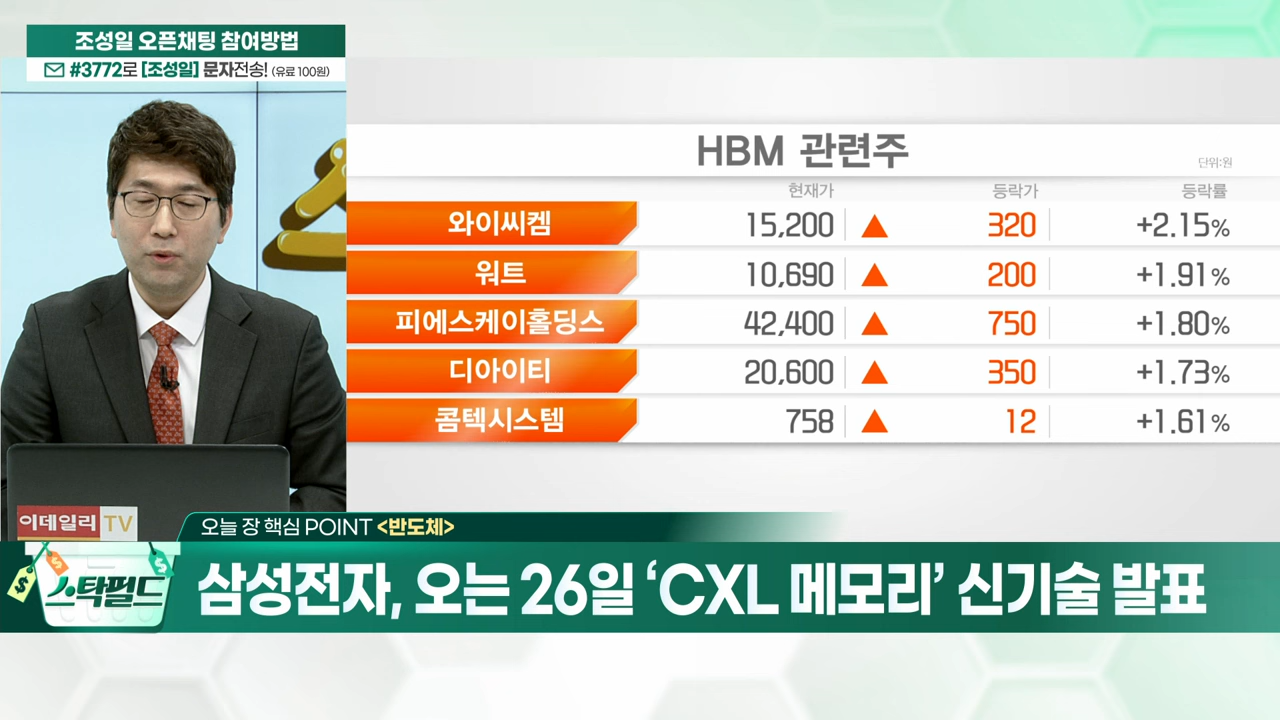 조성일 오픈채팅 참여방법
#3772로 [조성일] 문자전송! (유료 100원)
HBM 관련주
단위:원
현재가 등락가 등락률
와이씨켐 15,200 ▲ 320 +2.15%
워트 10,690 ▲ 200 +1.91%
피에스케이홀딩스 42,400 ▲ 750 +1.80%
디아이티 20,600 ▲ 350 +1.73%
콤텍시스템 758 ▲ 12 +1.61%
이데일리 TV
오늘 장 핵심 POINT <반도체>
스탁필드
삼성전자, 오는 26일 ‘CXL 메모리’ 신기술 발표